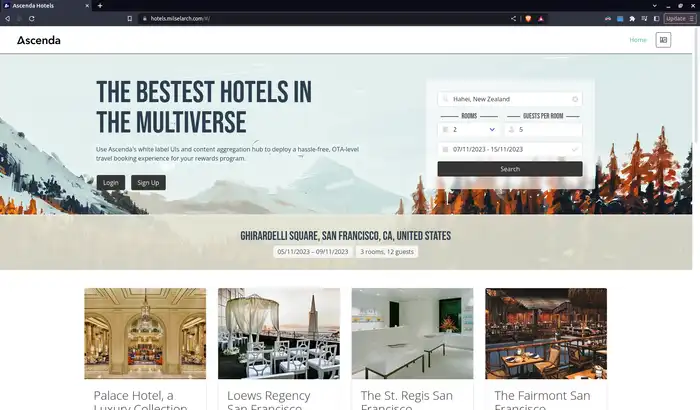 Ascenda Hotels
hotels.milselarch.com/#/
Update
Ascenda
Home
THE BESTEST HOTELS IN
THE MULTIVERSE
Use Ascenda's white label UIs and content aggregation hub to deploy a hassle-free, OTA-level
travel booking experience for your rewards program.
Login
Sign Up
Hahei, New Zealand
ROOMS
GUESTS PER ROOM
2
5
07/11/2023 - 15/11/2023
Search
GHIRARDELLI SQUARE, SAN FRANCISCO, CA, UNITED STATES
05/11/2023 – 09/11/2023
3 rooms, 12 guests
Palace Hotel, a
Luxury Collection
Loews Regency
San Francisco
The St. Regis San
Francisco
The Fairmont San
Francisco